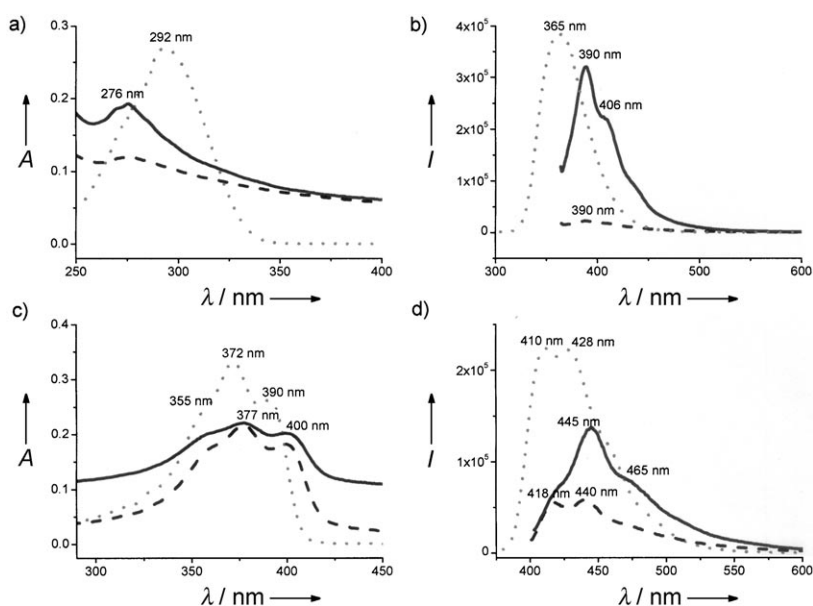 a)
0.3
0.2
0.1
0.0
A
292 nm
276 nm
250 300 350 400
λ / nm
b)
4x10⁵
3x10⁵
2x10⁵
1x10⁵
0
I
365 nm
390 nm
406 nm
390 nm
300 400 500 600
λ / nm
c)
0.4
0.3
0.2
0.1
0.0
A
372 nm
355 nm
390 nm
377 nm
400 nm
300 350 400 450
λ / nm
d)
2x10⁵
1x10⁵
0
I
410 nm 428 nm
445 nm
465 nm
418 nm 440 nm
400 450 500 550 600
λ / nm